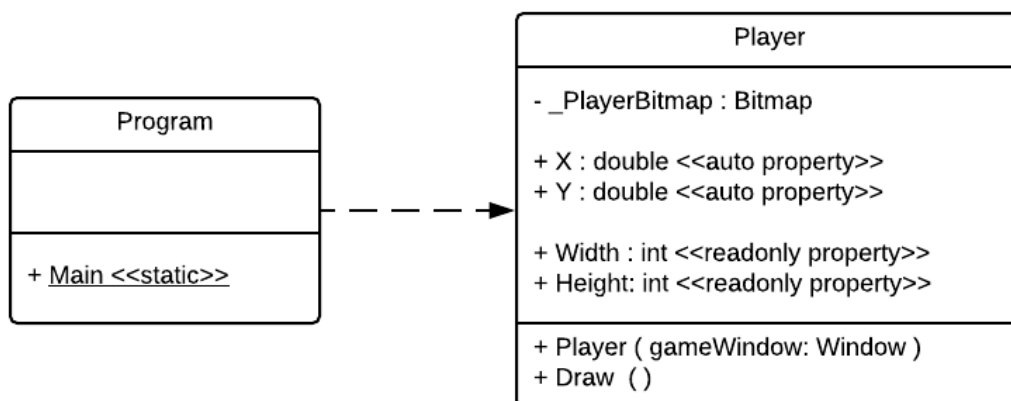 Program
+ Main <<static>>
Player
- _PlayerBitmap : Bitmap
+ X : double <<auto property>>
+ Y : double <<auto property>>
+ Width : int <<readonly property>>
+ Height: int <<readonly property>>
+ Player ( gameWindow: Window )
+ Draw ( )